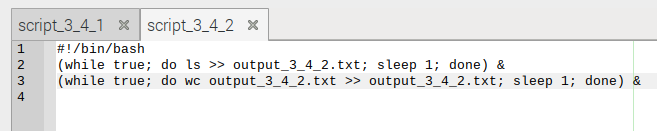 script_3_4_1 × script_3_4_2 ×
1 #!/bin/bash
2 (while true; do ls >> output_3_4_2.txt; sleep 1; done) &
3 (while true; do wc output_3_4_2.txt >> output_3_4_2.txt; sleep 1; done) &
4